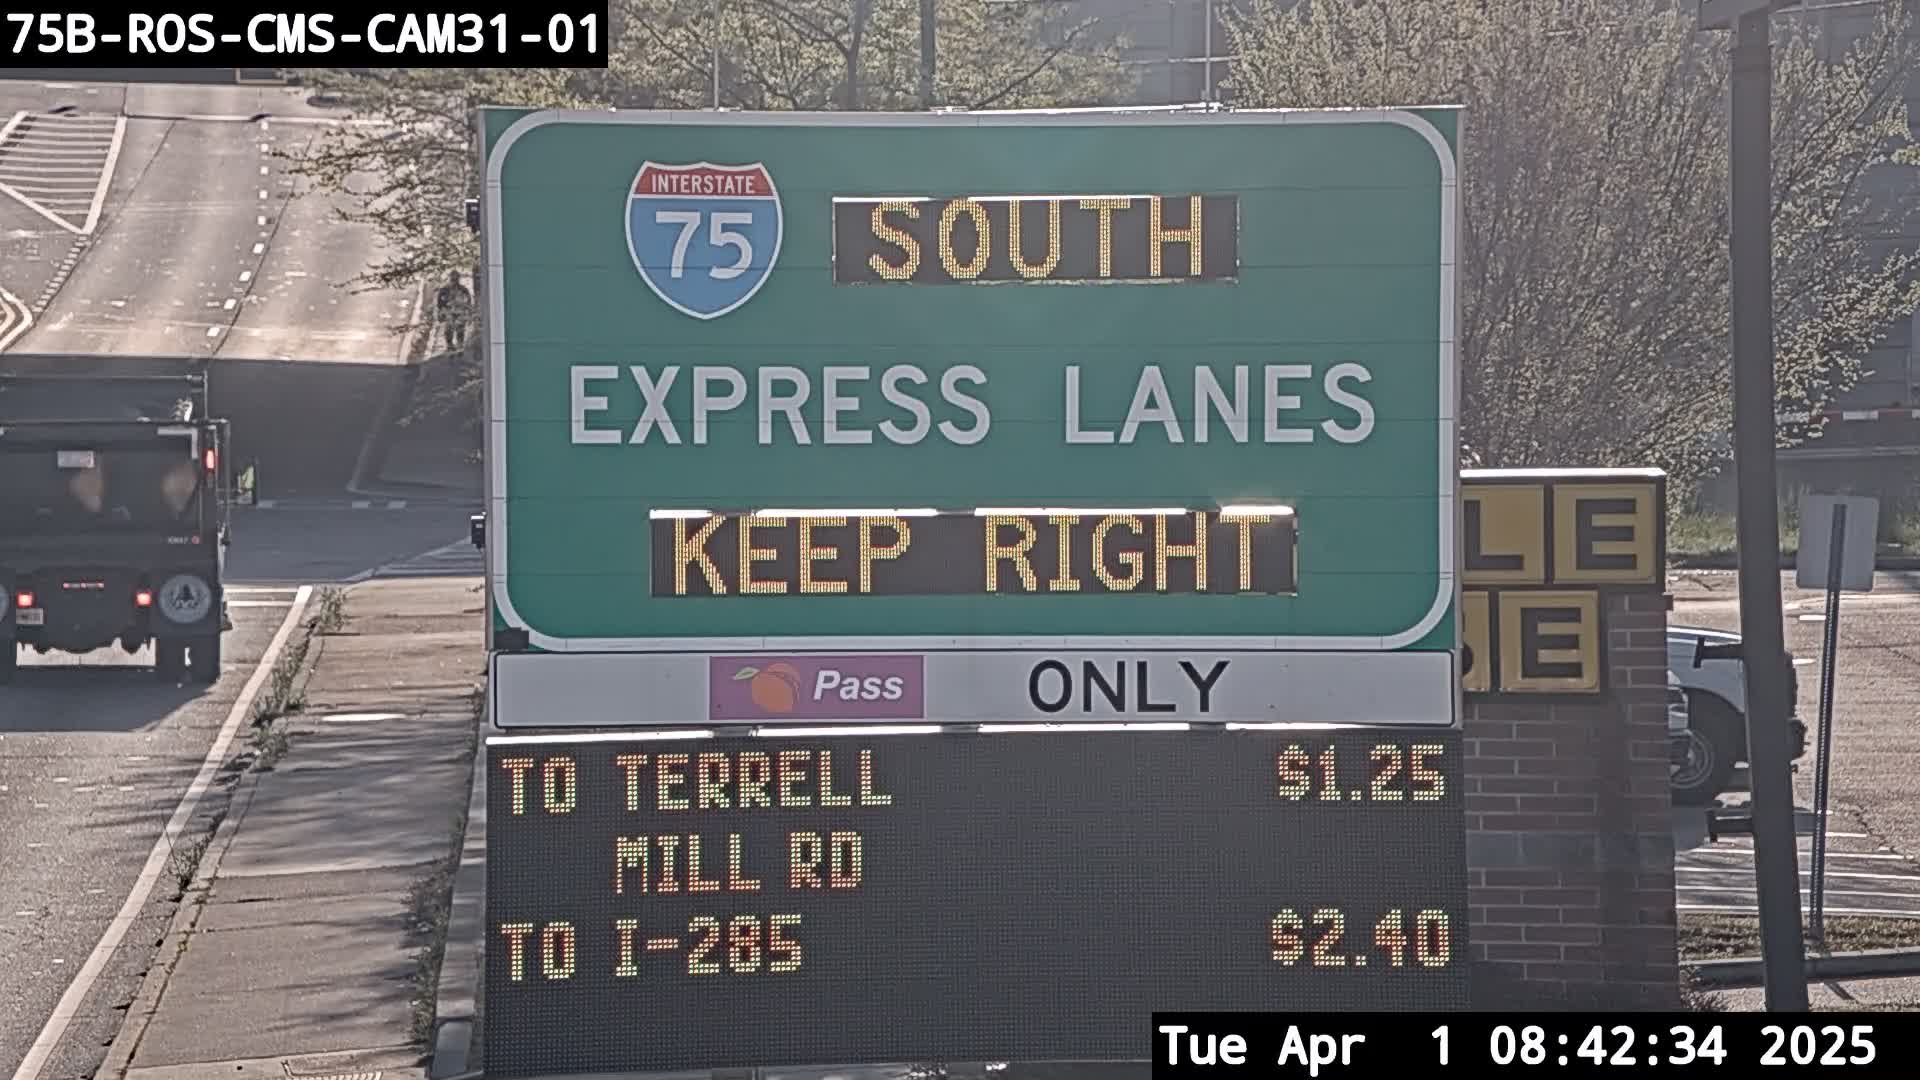 75B-ROS-CMS-CAM31-01
INTERSTATE
75
SOUTH
EXPRESS LANES
KEEP RIGHT
Pass ONLY
TO TERRELL $1.25
MILL RD
TO I-285 $2.40
LE
E
Tue Apr 1 08:42:34 2025